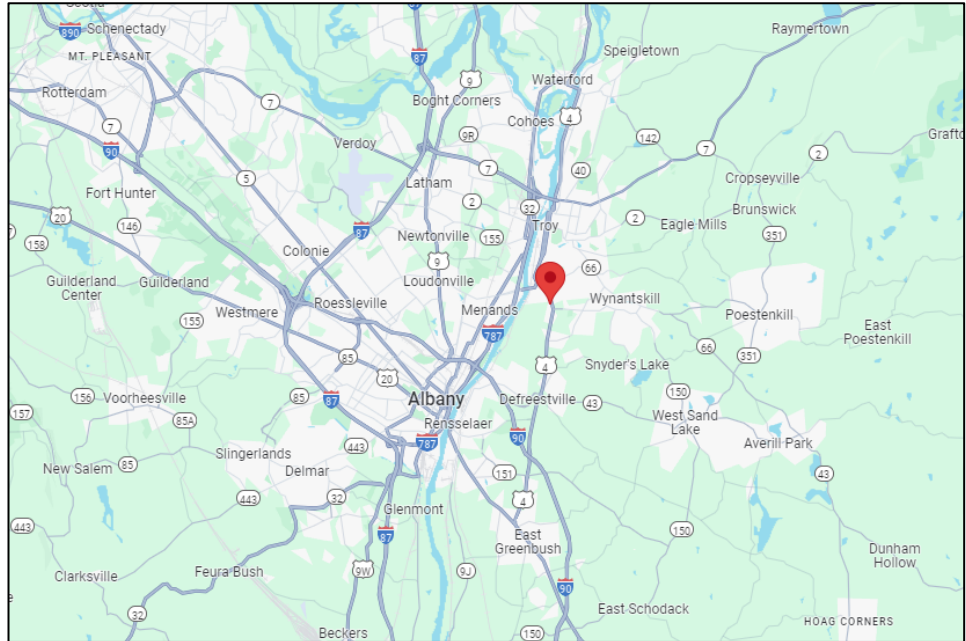 Scotia
890
Schenectady
MT. PLEASANT
87
9
Speigletown
Raymertown
Waterford
Rotterdam
7
Boght Corners
4
Cohoes
7
9R
142
90
Verdoy
7
2
Grafto
7
40
Fort Hunter
5
Latham
Cropseyville
2
32
Brunswick
20
146
87
Newtonville
155
Troy
2
Eagle Mills
351
158
Colonie
9
66
Guilderland
Center
Guilderland
Roessleville
Loudonville
Wynantskill
Westmere
Menands
Poestenkill
155
787
East
Poestenkill
66
351
85
4
Snyder's Lake
20
156
85
87
Albany
Defreestville
43
150
157
Voorheesville
85A
Rensselaer
West Sand
Lake
443
787
90
Averill Park
New Salem
85
Slingerlands
Delmar
151
43
443
32
4
443
Glenmont
150
87
East
Greenbush
Dunham
Hollow
Clarksville
Feura Bush
9W
9J
90
32
East Schodack
HOAG CORNERS
Beckers
150